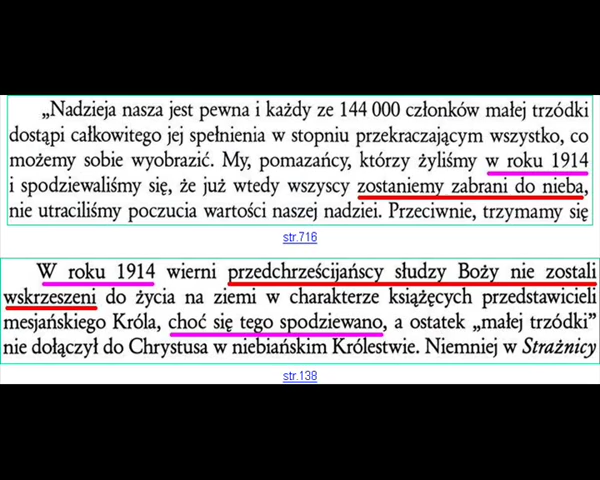 „Nadzieja nasza jest pewna i każdy ze 144 000 członków małej trzódki
dostąpi całkowitego jej spełnienia w stopniu przekraczającym wszystko, co
możemy sobie wyobrazić. My, pomazańcy, którzy żyliśmy w roku 1914
i spodziewaliśmy się, że już wtedy wszyscy zostaniemy zabrani do nieba,
nie utraciliśmy poczucia wartości naszej nadziei. Przeciwnie, trzymamy się
str.716
W roku 1914 wierni przedchrześcijańscy słudzy Boży nie zostali
wskrzeszeni do życia na ziemi w charakterze książęcych przedstawicieli
mesjańskiego Króla, choć się tego spodziewano, a ostatek „małej trzódki”
nie dołączył do Chrystusa w niebiańskim Królestwie. Niemniej w Strażnicy
str.138